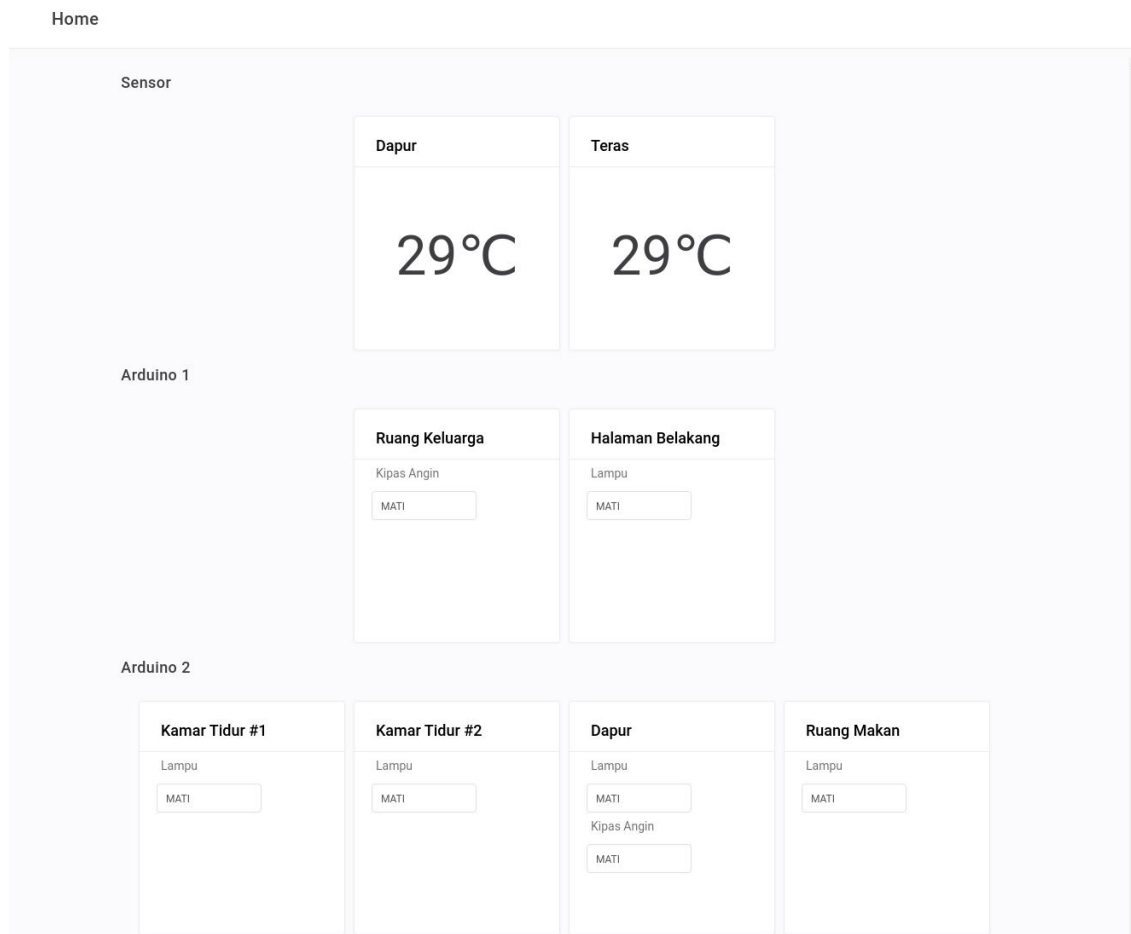 Home
Sensor
Dapur
Teras
29°C
29°C
Arduino 1
Ruang Keluarga
Halaman Belakang
Kipas Angin
Lampu
MATI
MATI
Arduino 2
Kamar Tidur #1
Kamar Tidur #2
Dapur
Ruang Makan
Lampu
Lampu
Lampu
Lampu
MATI
MATI
MATI
MATI
Kipas Angin
MATI